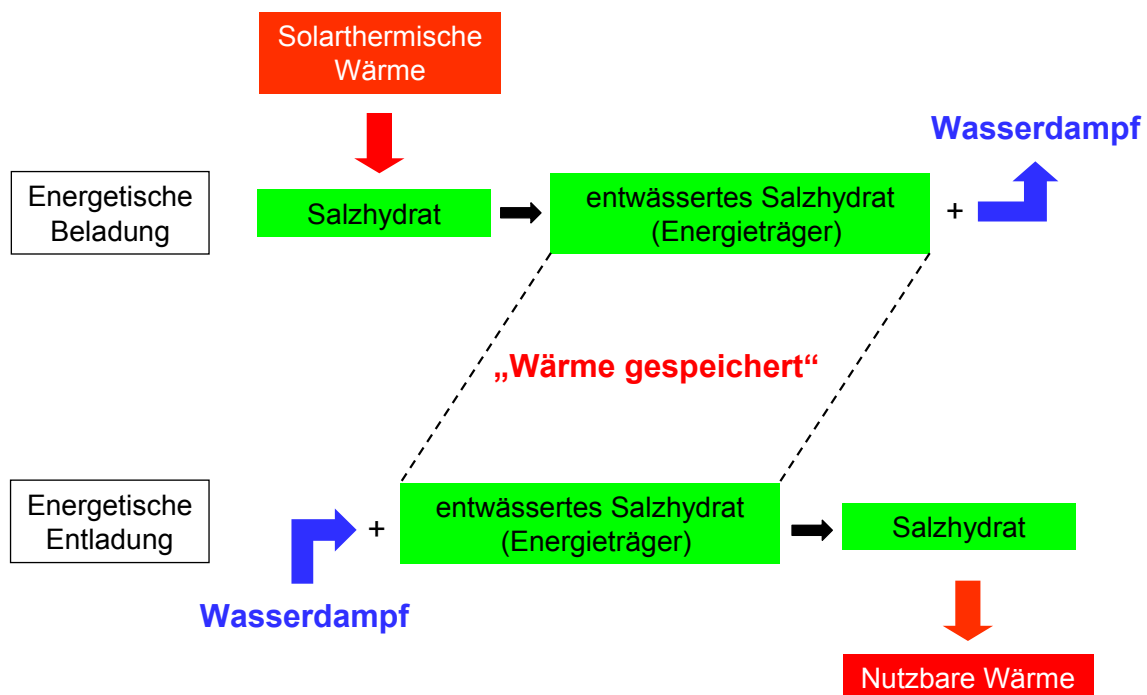 Solarthermische
Wärme
Wasserdampf
Energetische
Beladung
Salzhydrat
entwässertes Salzhydrat
(Energieträger)
+
„Wärme gespeichert“
Energetische
Entladung
+
entwässertes Salzhydrat
(Energieträger)
Salzhydrat
Wasserdampf
Nutzbare Wärme